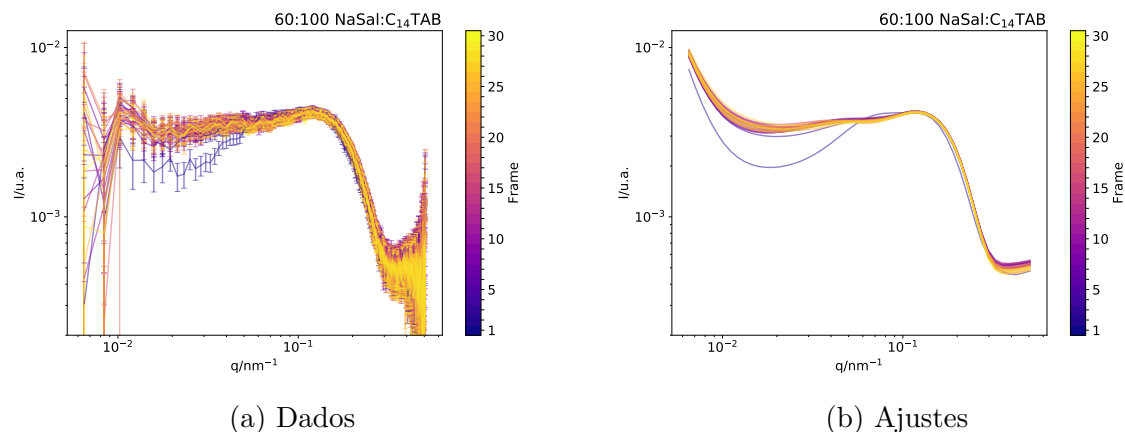 60:100 NaSal:C₁₄TAB
10⁻²
10⁻³
I/u.a.
10⁻²
10⁻¹
q/nm⁻¹
30
25
20
15
10
5
1
Frame
(a) Dados
60:100 NaSal:C₁₄TAB
10⁻²
10⁻³
I/u.a.
10⁻²
10⁻¹
q/nm⁻¹
30
25
20
15
10
5
1
Frame
(b) Ajustes